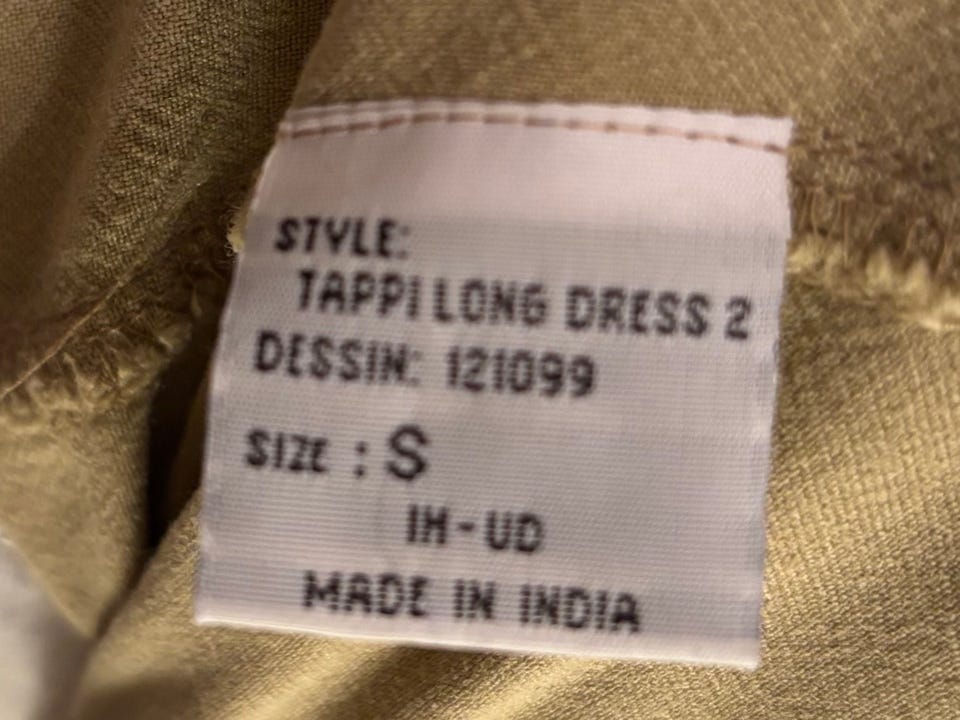 STYLE:
TAPPI LONG DRESS 2
DESSIN: 121099
SIZE : S
IH-UD
MADE IN INDIA